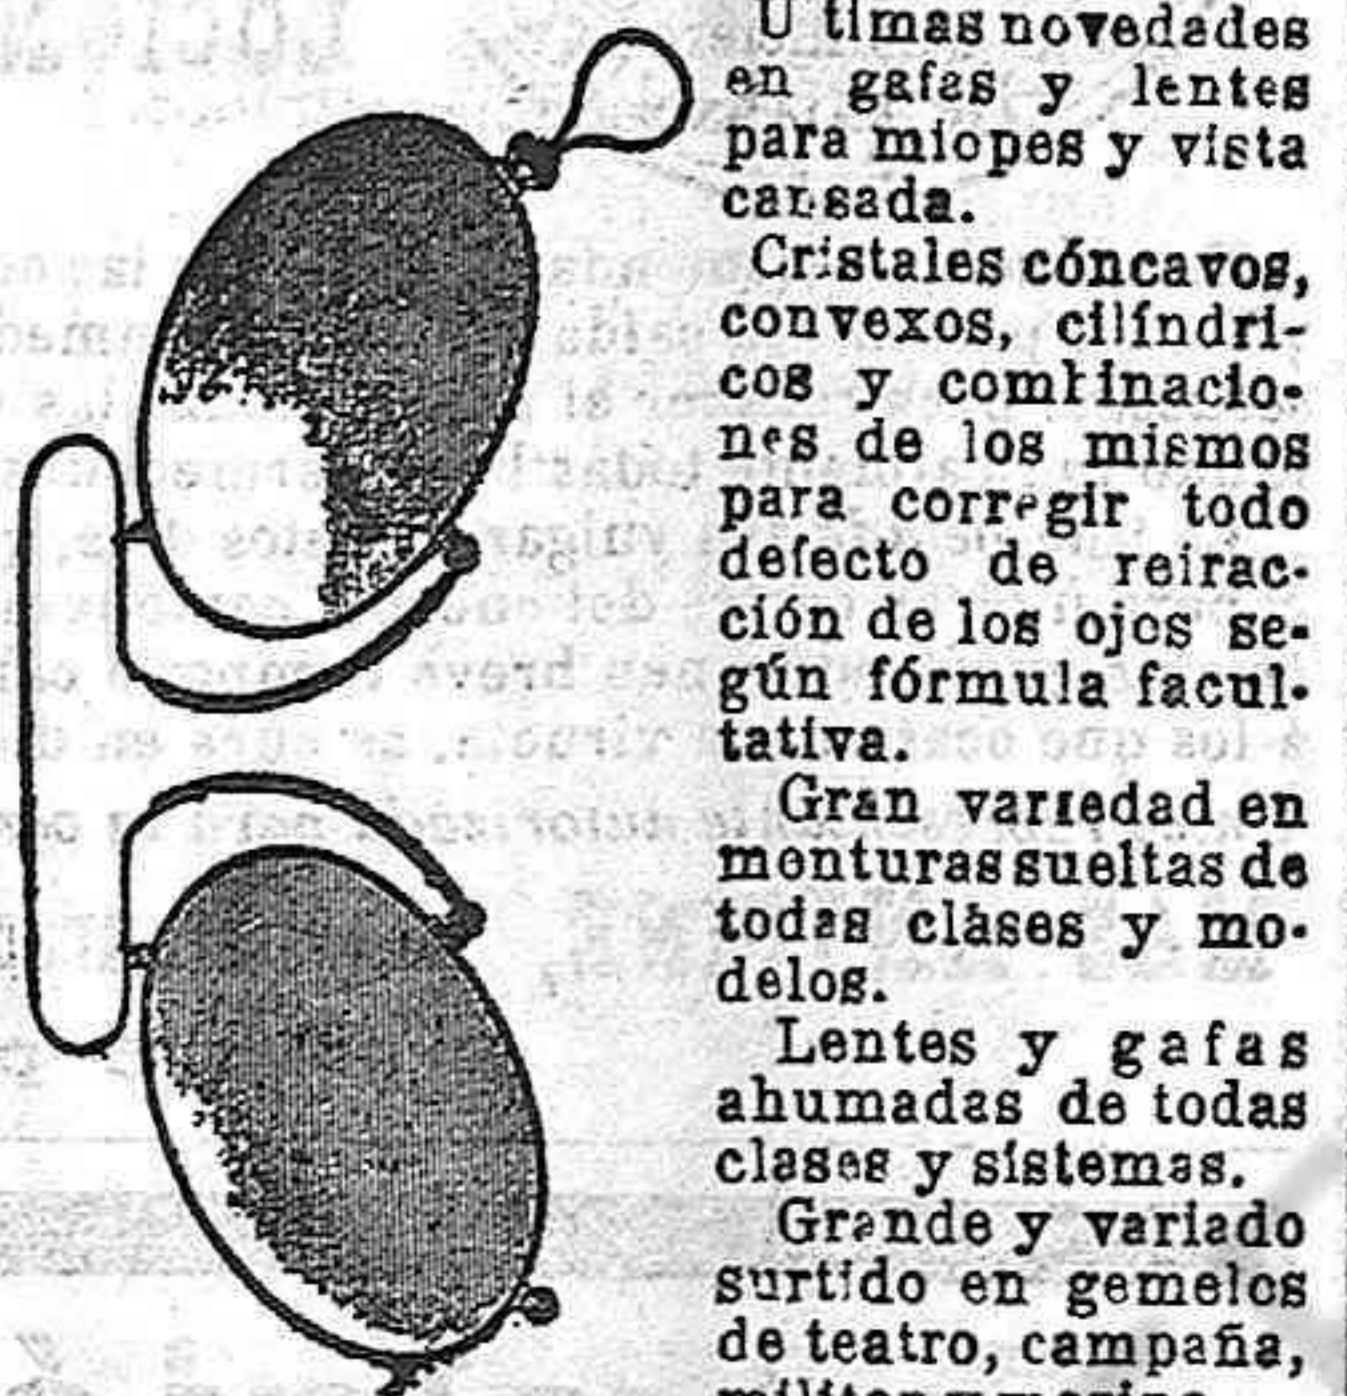 Ultimas novedades
en gafas y lentes
para miopes y vista
cansada.
Cristales cóncavos,
convexos, cilíndri-
cos y combinacio-
nes de los mismos
para corregir todo
defecto de refrac-
ción de los ojos se-
gún fórmula facul-
tativa.
Gran variedad en
monturas sueltas de
todas clases y mo-
delos.
Lentes y gafas
ahumadas de todas
clases y sistemas.
Grande y variado
surtido en gemelos
de teatro, campaña,